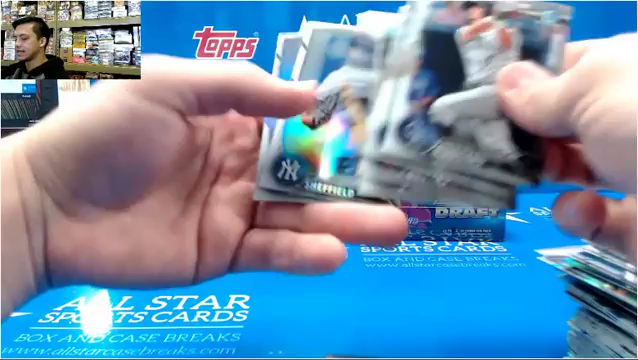 Topps
NY
SHEFFIELD
DRAFT
ALL STAR
SPORTS CARDS
BOX AND CASE BREAKS
www.allstarcasebreaks.com
ALL STAR
SPORTS CARDS
BOX AND CASE BREAKS
www.allstarcasebreaks.com